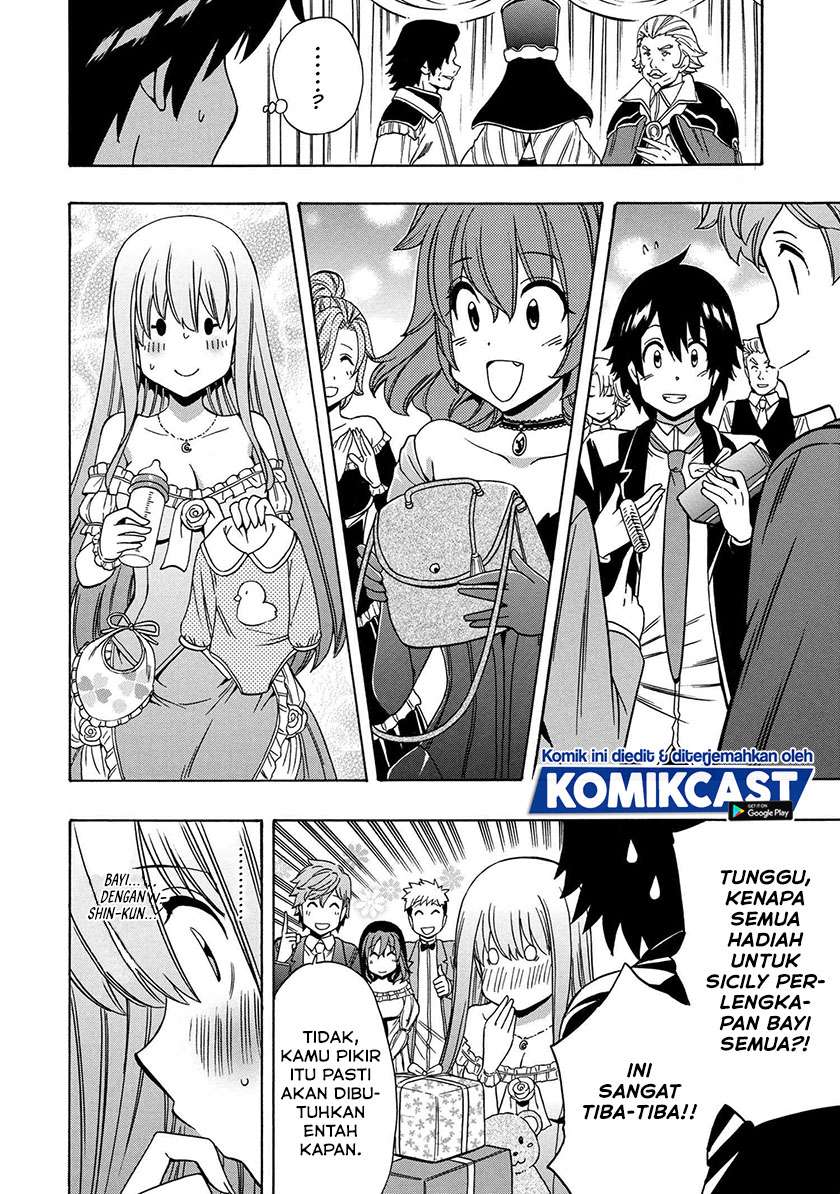 ......?
Komik ini diedit & diterjemahkan oleh
KOMIKCAST
GET IT ON
Google Play
TUNGGU,
KENAPA
SEMUA
HADIAH
UNTUK
SICILY PER-
LENGKA-
PAN BAYI
SEMUA?!
INI
SANGAT
TIBA-TIBA!!
TIDAK,
KAMU PIKIR
ITU PASTI
AKAN DIBU-
TUHKAN
ENTAH
KAPAN.
BAYI......
DENGAN
SHIN-KUN...